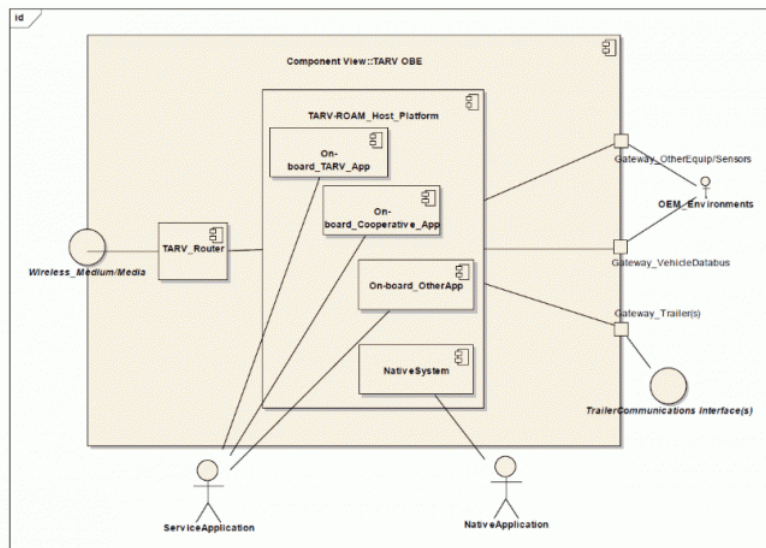 id
Component View::TARV OBE
TARV-ROAM_Host_Platform
On-
board_TARV_App
On-
board_Cooperative_App
TARV_Router
On-board_OtherApp
NativeSystem
Wireless_Medium/Media
Gateway_OtherEquip/Sensors
OEM_Environments
Gateway_VehicleDatabus
Gateway_Trailer(s)
TrailerCommunications Interface(s)
ServiceApplication
NativeApplication